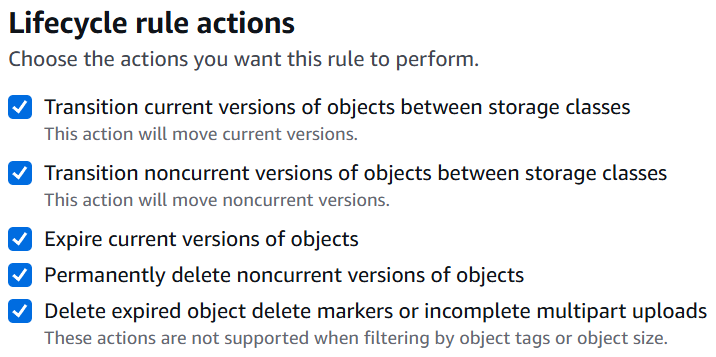 Lifecycle rule actions
Choose the actions you want this rule to perform.
Transition current versions of objects between storage classes
This action will move current versions.
Transition noncurrent versions of objects between storage classes
This action will move noncurrent versions.
Expire current versions of objects
Permanently delete noncurrent versions of objects
Delete expired object delete markers or incomplete multipart uploads
These actions are not supported when filtering by object tags or object size.